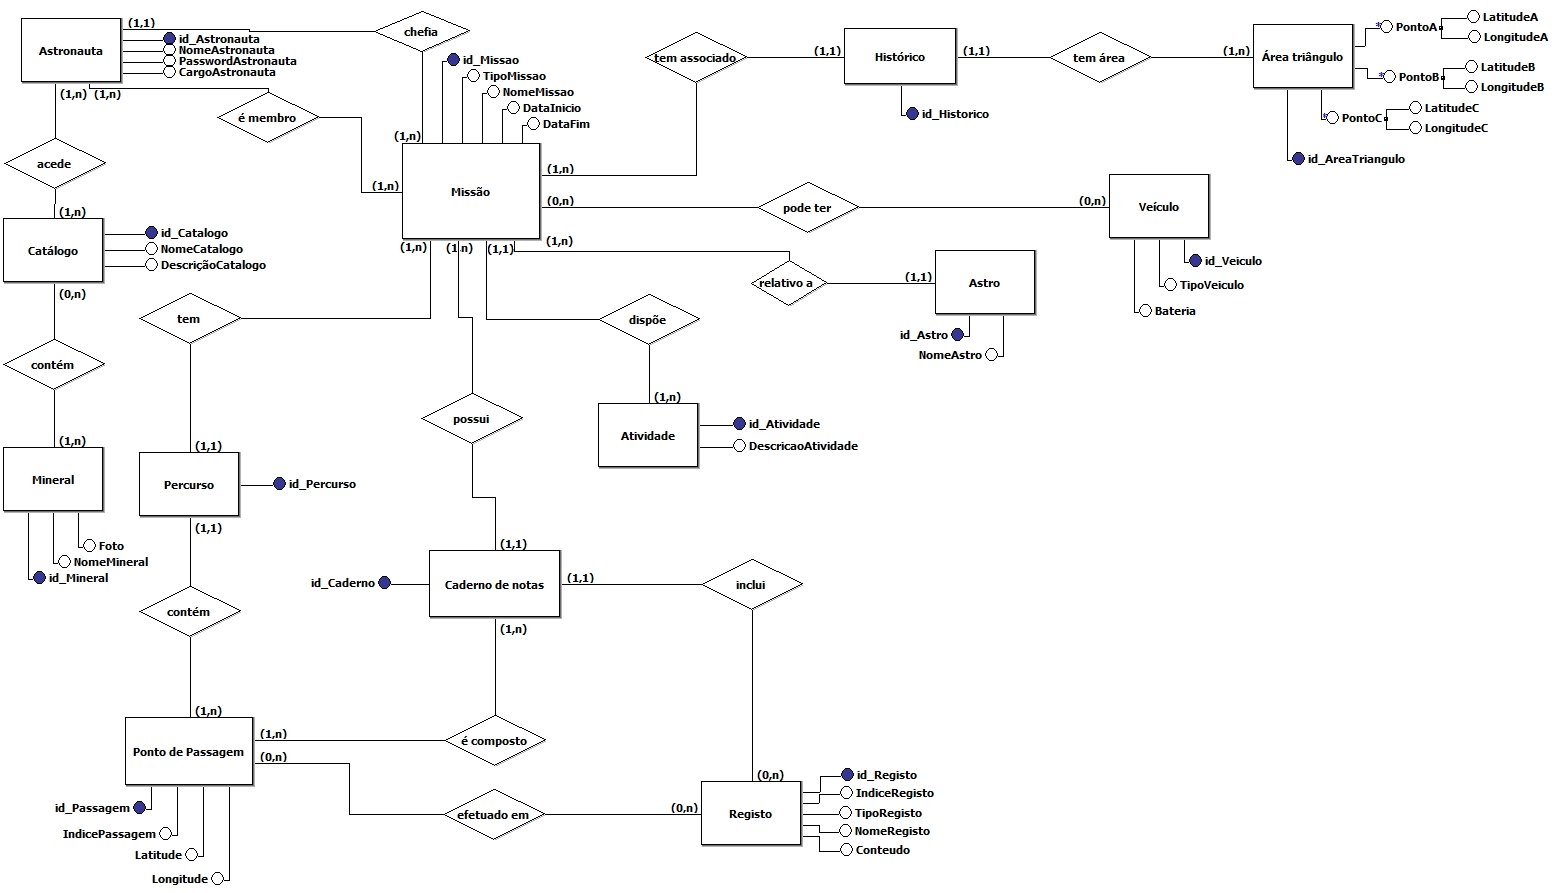 Astronauta
(1,1)
id_Astronauta
NomeAstronauta
PasswordAstronauta
CargoAstronauta
(1,n) (1,n)
chefia
é membro
acede
(1,n)
Catálogo
id_Catalogo
NomeCatalogo
DescriçãoCatalogo
(0,n)
contém
(1,n)
Mineral
Foto
NomeMineral
id_Mineral
id_Missao
TipoMissao
NomeMissao
DataInicio
DataFim
(1,n)
(1,n)
Missão
(1,n)
(0,n)
(1,n)
(1,n)
(1,1)
(1,n)
tem associado
(1,1)
Histórico
(1,1)
id_Historico
tem área
(1,n)
Área triângulo
* PontoA
LatitudeA
LongitudeA
* PontoB
LatitudeB
LongitudeB
* PontoC
LatitudeC
LongitudeC
id_AreaTriangulo
pode ter
(0,n)
Veículo
id_Veiculo
TipoVeiculo
Bateria
relativo a
(1,1)
Astro
id_Astro
NomeAstro
tem
(1,1)
Percurso
id_Percurso
(1,1)
contém
(1,n)
possui
dispõe
(1,n)
Atividade
id_Atividade
DescricaoAtividade
(1,1)
Caderno de notas
id_Caderno
(1,1)
(1,n)
inclui
é composto
(1,n)
(0,n)
Ponto de Passagem
id_Passagem
IndicePassagem
Latitude
Longitude
efetuado em
(0,n)
(0,n)
Registo
id_Registo
IndiceRegisto
TipoRegisto
NomeRegisto
Conteudo